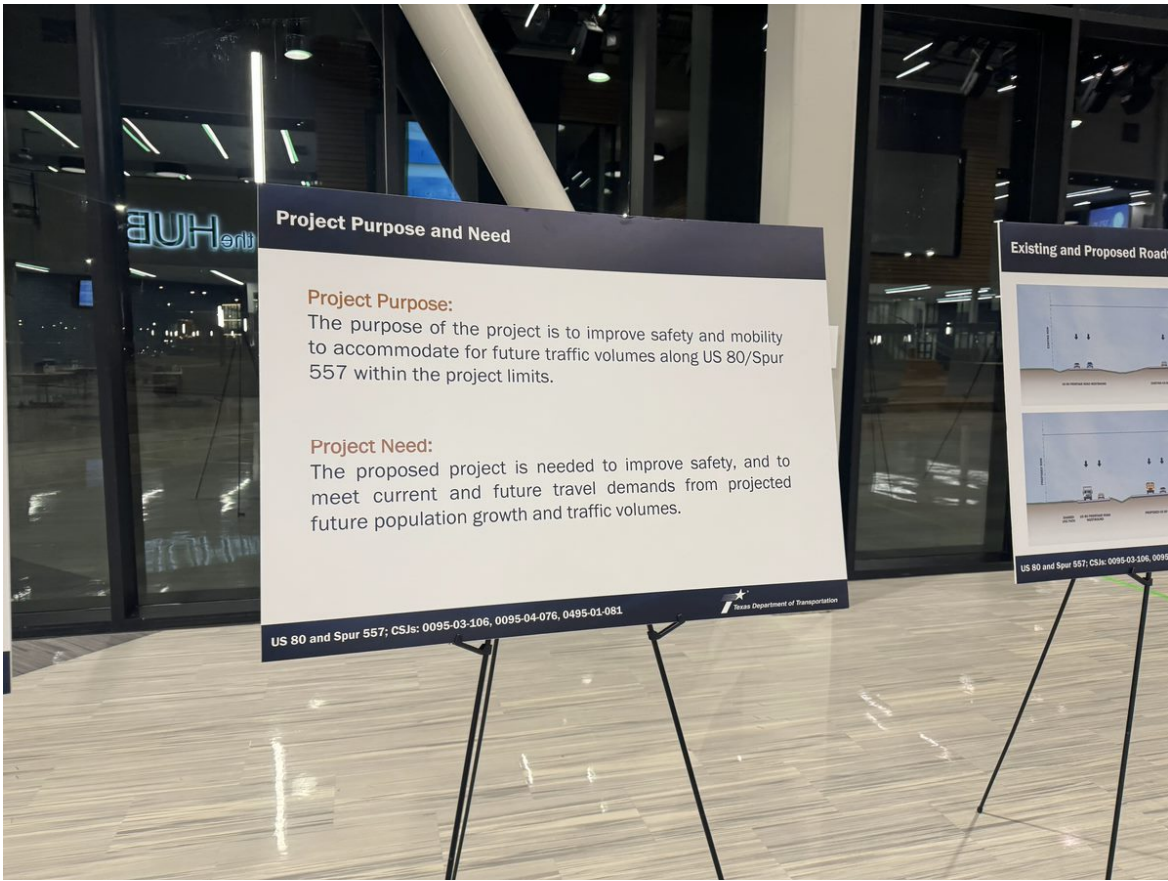 the HUB
Project Purpose and Need
Project Purpose:
The purpose of the project is to improve safety and mobility
to accommodate for future traffic volumes along US 80/Spur
557 within the project limits.
Project Need:
The proposed project is needed to improve safety, and to
meet current and future travel demands from projected
future population growth and traffic volumes.
US 80 and Spur 557; CSJs: 0095-03-106, 0095-04-076, 0495-01-081
Texas Department of Transportation
Existing and Proposed Roadw
US 80 and Spur 557; CSJs: 0095-03-106, 0095